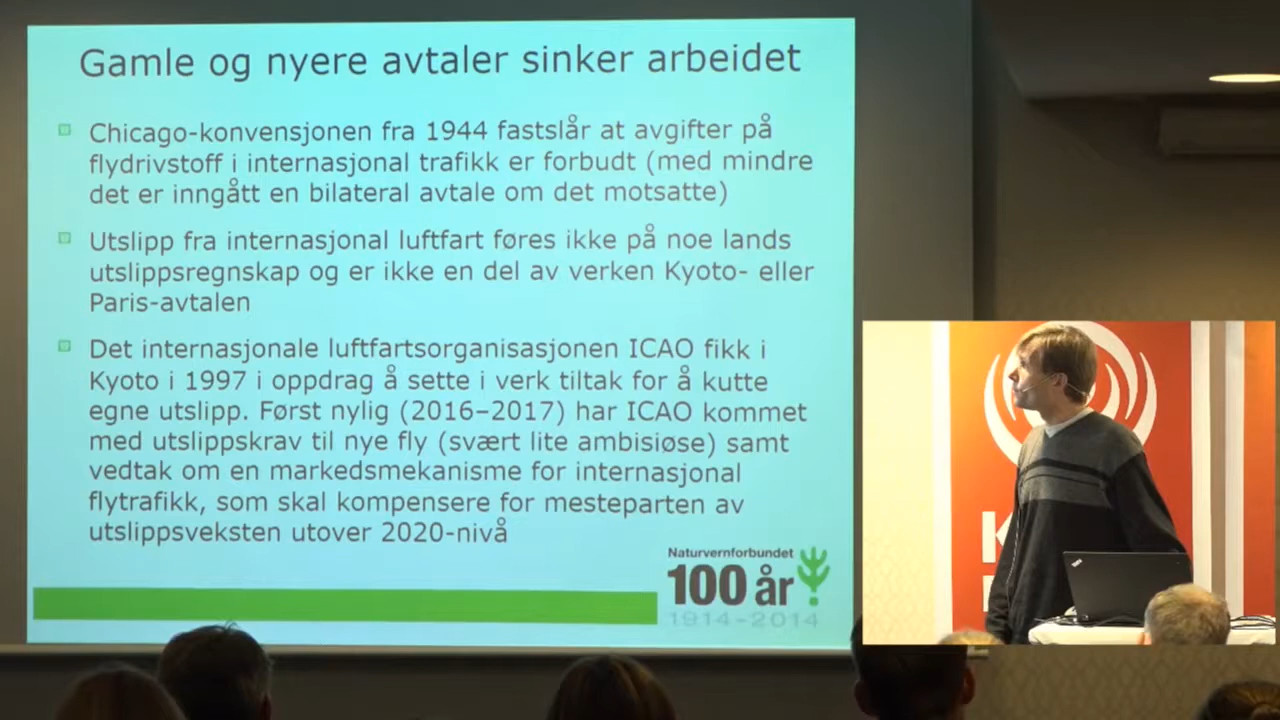 Gamle og nyere avtaler sinker arbeidet
Chicago-konvensjonen fra 1944 fastslår at avgifter på
flydrivstoff i internasjonal trafikk er forbudt (med mindre
det er inngått en bilateral avtale om det motsatte)
Utslipp fra internasjonal luftfart føres ikke på noe lands
utslippsregnskap og er ikke en del av verken Kyoto- eller
Paris-avtalen
Det internasjonale luftfartsorganisasjonen ICAO fikk i
Kyoto i 1997 i oppdrag å sette i verk tiltak for å kutte
egne utslipp. Først nylig (2016–2017) har ICAO kommet
med utslippskrav til nye fly (svært lite ambisiøse) samt
vedtak om en markedsmekanisme for internasjonal
flytrafikk, som skal kompensere for mesteparten av
utslippsveksten utover 2020-nivå
Naturvernforbundet
100 år
1914–2014